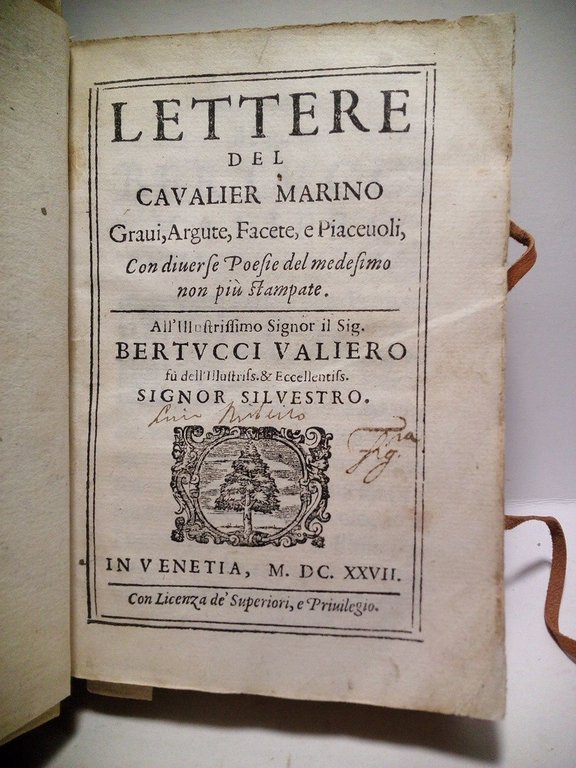 LETTERE
DEL
CAVALIER MARINO
Graui, Argute, Facete, e Piaceuoli,
Con diuerſe Poeſie del medeſimo
non più ſtampate.
All'Illuſtriſſimo Signor il Sig.
BERTVCCI VALIERO
fù dell'Illuſtriſs. & Eccellentiſs.
SIGNOR SILVESTRO.
IN VENETIA, M. DC. XXVII.
Con Licenza de' Superiori, e Priuilegio.